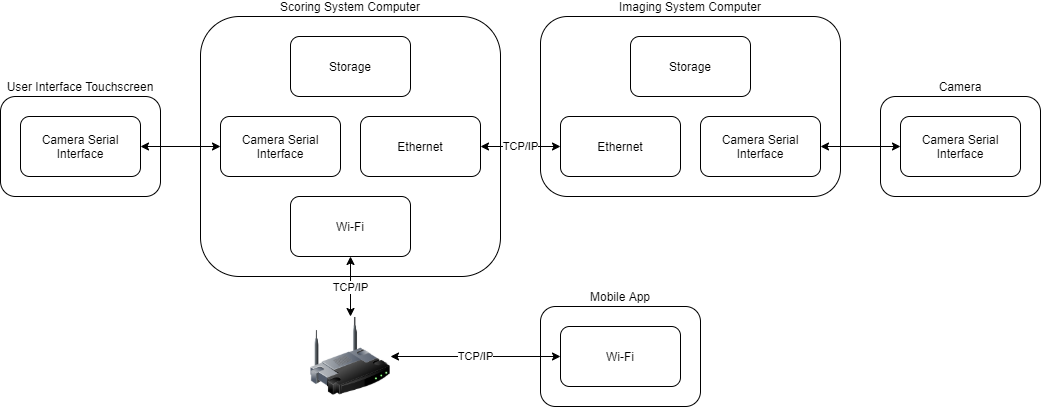 Scoring System Computer
Imaging System Computer
Storage
Storage
User Interface Touchscreen
Camera
Camera Serial
Interface
Camera Serial
Interface
Ethernet
TCP/IP
Ethernet
Camera Serial
Interface
Camera Serial
Interface
Wi-Fi
TCP/IP
Mobile App
TCP/IP
Wi-Fi